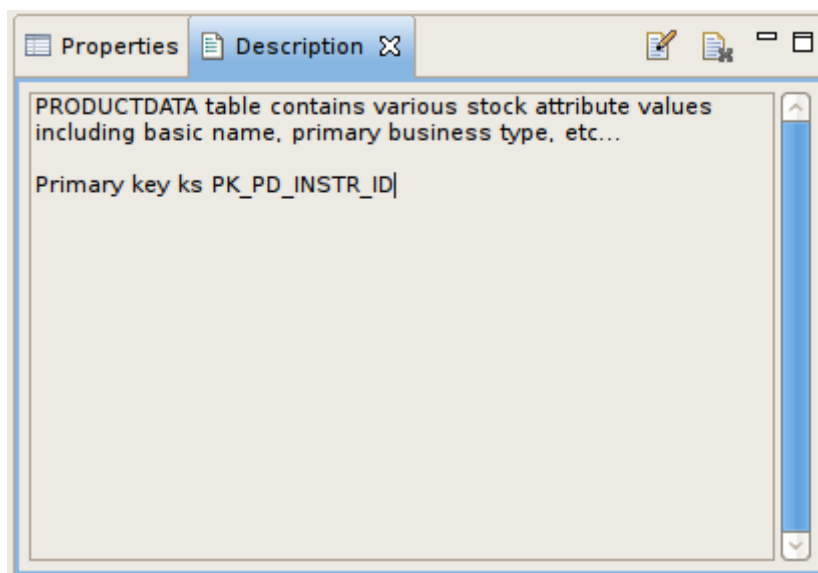 Properties Description
PRODUCTDATA table contains various stock attribute values
including basic name, primary business type, etc...
Primary key ks PK_PD_INSTR_ID